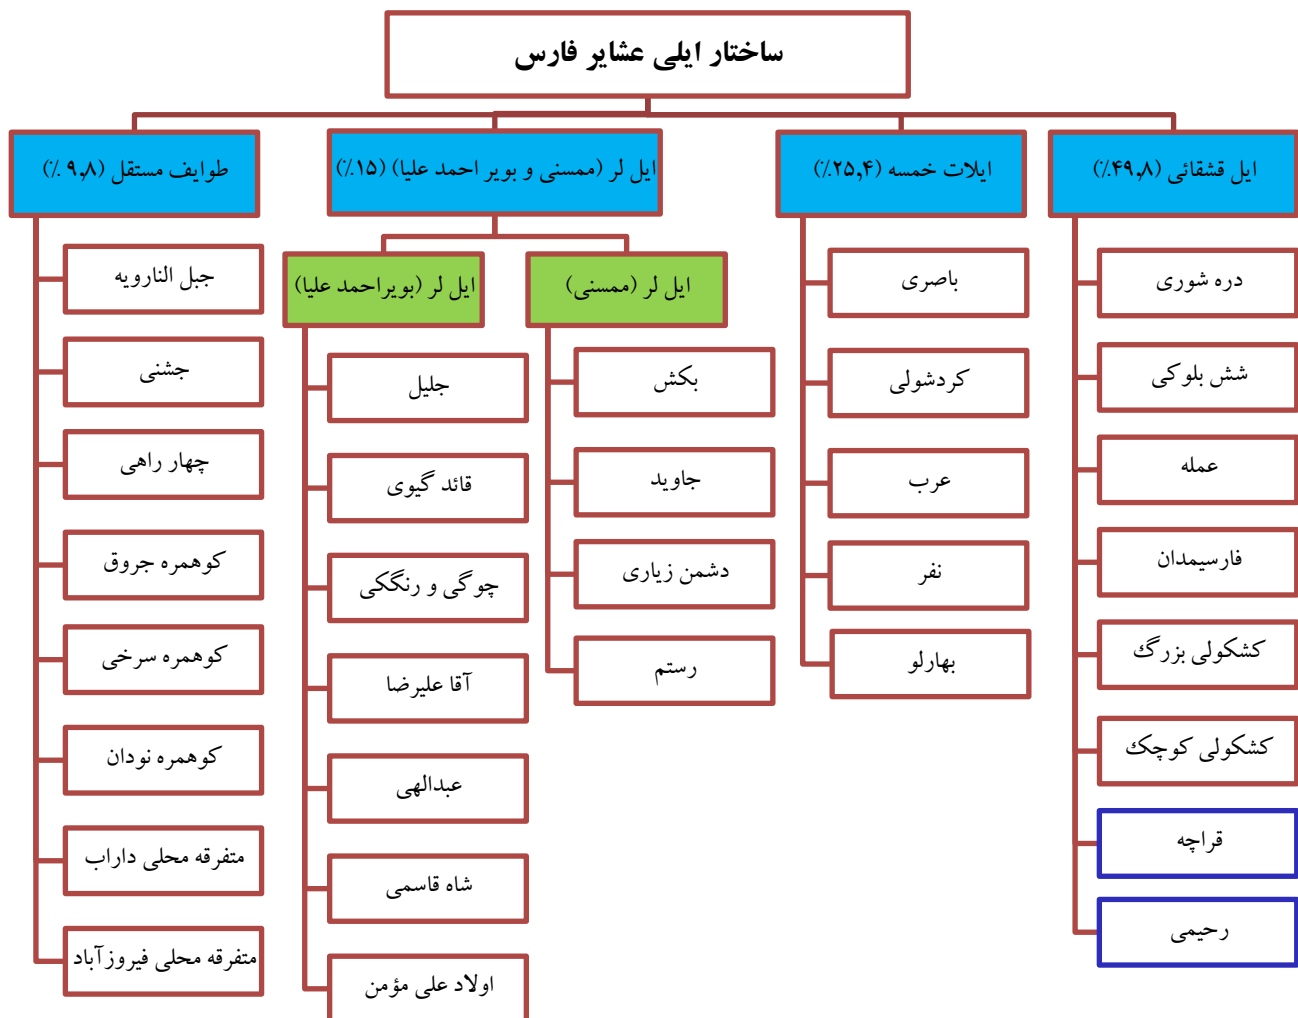 ساختار ایلی عشایر فارس
ایل قشقائی (۴۹٫۸٪)
ایلات خمسه (۲۵٫۴٪)
ایل لر (ممسنی و بویر احمد علیا) (۱۵٪)
طوایف مستقل (۹٫۸ ٪)
دره شوری
شش بلوکی
عمله
فارسیمدان
کشکولی بزرگ
کشکولی کوچک
قراچه
رحیمی
باصری
کردشولی
عرب
نفر
بهارلو
ایل لر (ممسنی)
بکش
جاوید
دشمن زیاری
رستم
ایل لر (بویراحمد علیا)
جلیل
قائد گیوی
چوگی و رنگکی
آقا علیرضا
عبدالهی
شاه قاسمی
اولاد علی مؤمن
جبل النارویه
جشنی
چهار راهی
کوهمره جروق
کوهمره سرخی
کوهمره نودان
متفرقه محلی داراب
متفرقه محلی فیروزآباد